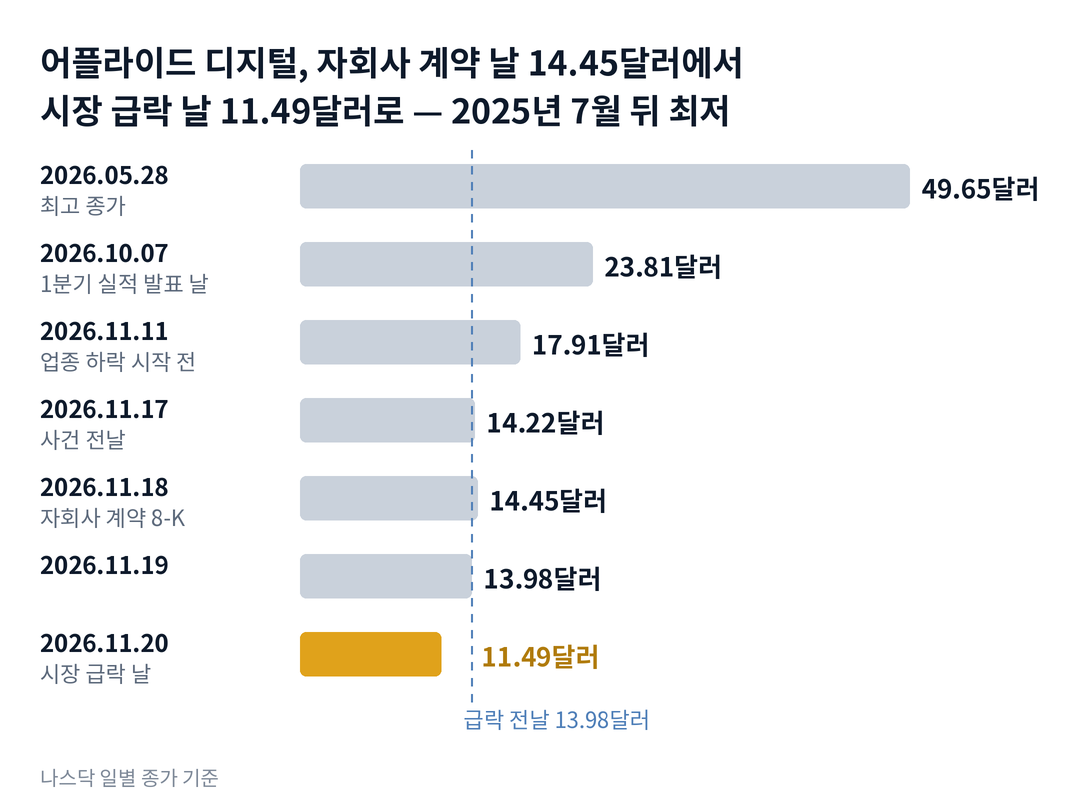 어플라이드 디지털, 자회사 계약 날 14.45달러에서
시장 급락 날 11.49달러로 — 2025년 7월 뒤 최저
2026.05.28
최고 종가
49.65달러
2026.10.07
1분기 실적 발표 날
23.81달러
2026.11.11
업종 하락 시작 전
17.91달러
2026.11.17
사건 전날
14.22달러
2026.11.18
자회사 계약 8-K
14.45달러
2026.11.19
13.98달러
2026.11.20
시장 급락 날
11.49달러
급락 전날 13.98달러
나스닥 일별 종가 기준